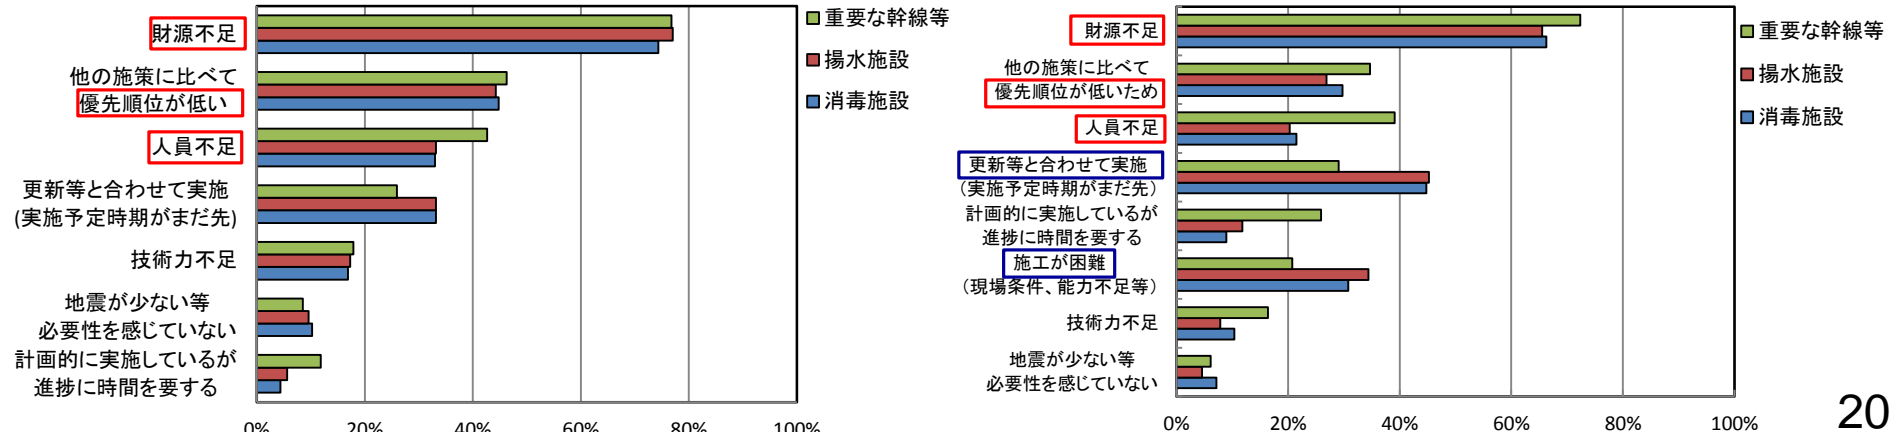 財源不足
他の施策に比べて
優先順位が低い
人員不足
更新等と合わせて実施
(実施予定時期がまだ先)
技術力不足
地震が少ない等
必要性を感じていない
計画的に実施しているが
進捗に時間を要する
0% 20% 40% 60% 80% 100%
重要な幹線等
揚水施設
消毒施設
財源不足
他の施策に比べて
優先順位が低いため
人員不足
更新等と合わせて実施
（実施予定時期がまだ先）
計画的に実施しているが
進捗に時間を要する
施工が困難
（現場条件、能力不足等）
技術力不足
地震が少ない等
必要性を感じていない
0% 20% 40% 60% 80% 100%
重要な幹線等
揚水施設
消毒施設
20